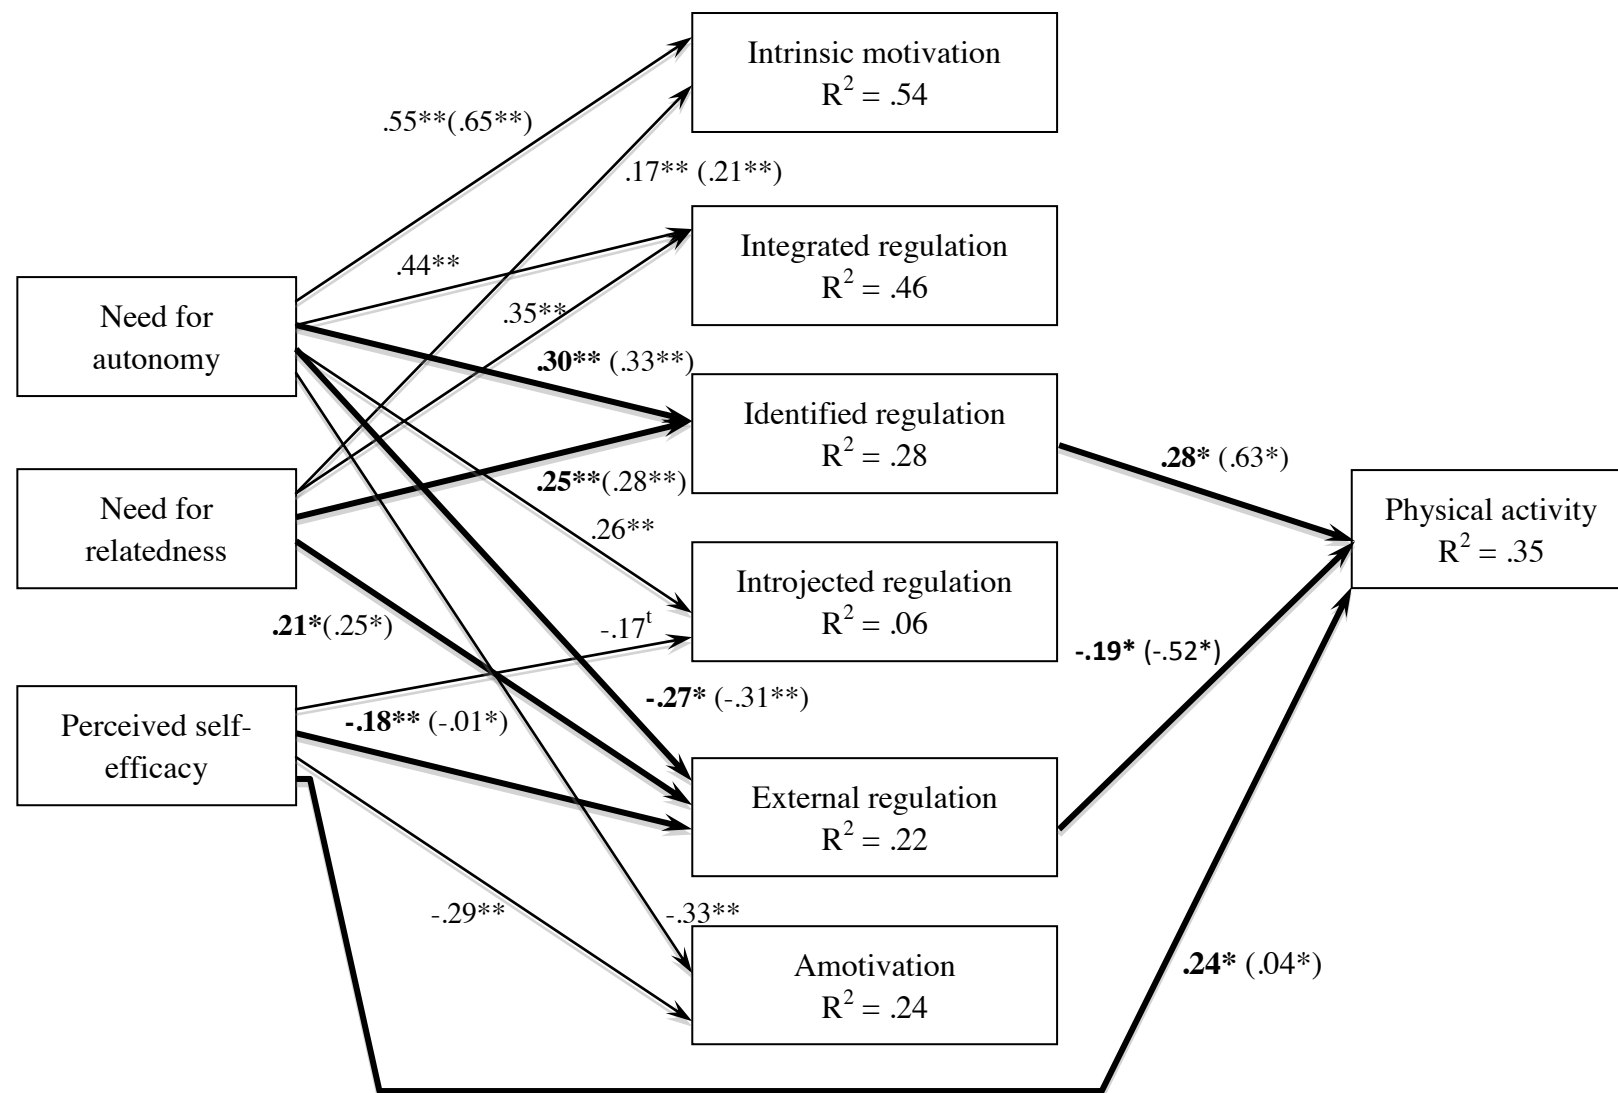 Intrinsic motivation
R² = .54
.55**(.65**)
.17** (.21**)
Integrated regulation
R² = .46
.44**
Need for
autonomy
.35**
.30** (.33**)
Identified regulation
R² = .28
.28* (.63*)
Need for
relatedness
.25**(.28**)
Physical activity
R² = .35
.26**
Introjected regulation
R² = .06
.21*(.25*)
-.17ᵗ
-.19* (-.52*)
Perceived self-
efficacy
-.27* (-.31**)
-.18** (-.01*)
External regulation
R² = .22
-.29**
-.33**
Amotivation
R² = .24
.24* (.04*)